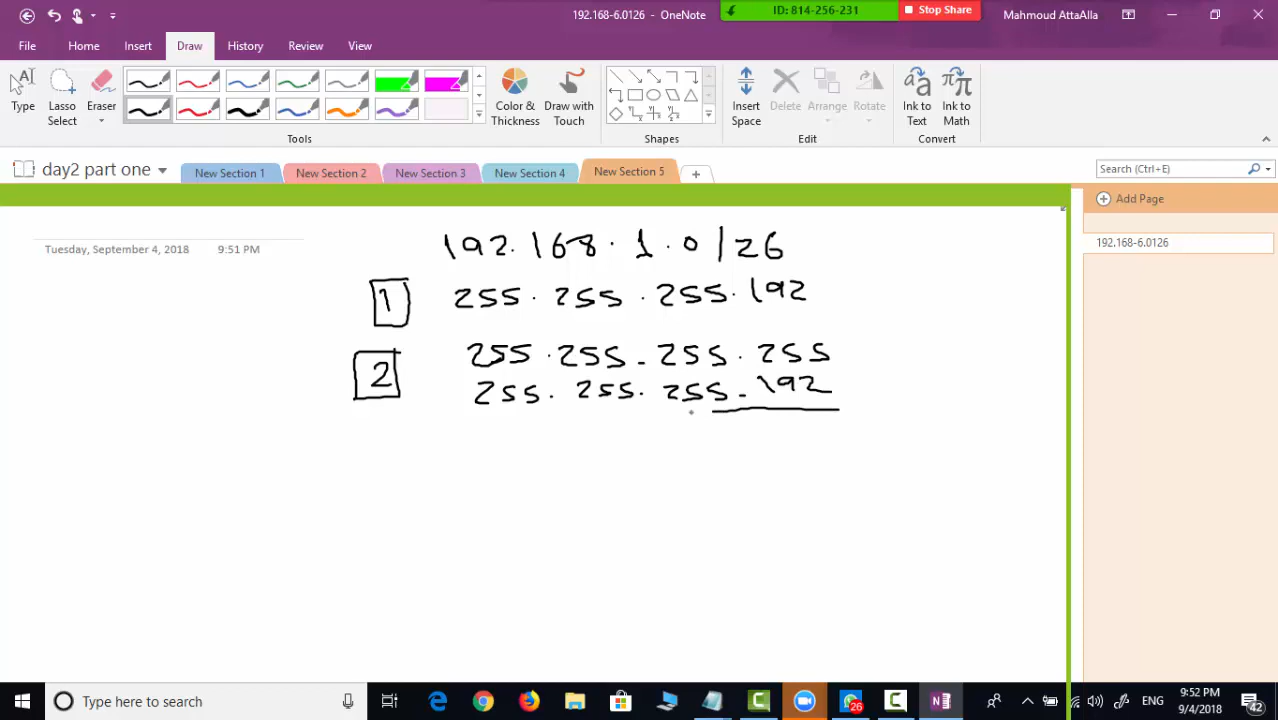 192.168-6.0126 - OneNote
ID: 814-256-231
Stop Share
Mahmoud AttaAlla
File Home Insert Draw History Review View
Type
Lasso Select
Eraser
Color & Thickness
Draw with Touch
Insert Space
Delete
Arrange
Rotate
Ink to Text
Ink to Math
Tools
Shapes
Edit
Convert
day2 part one
New Section 1
New Section 2
New Section 3
New Section 4
New Section 5
Search (Ctrl+E)
Add Page
192.168-6.0126
Tuesday, September 4, 2018 9:51 PM
192.168.1.0/26
1 255.255.255.192
2 255.255.255.255
255.255.255.192
Type here to search
26
ENG
9:52 PM
9/4/2018
42